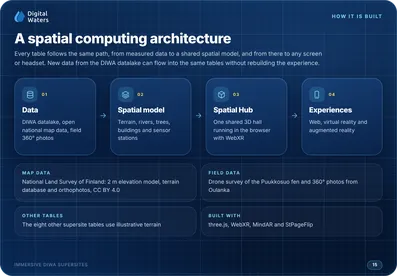 Digital
Waters
HOW IT IS BUILT
A spatial computing architecture
Every table follows the same path, from measured data to a shared spatial model, and from there to any screen
or headset. New data from the DIWA datalake can flow into the same tables without rebuilding the experience.
01
Data
DIWA datalake, open
national map data, field
360° photos
02
Spatial model
Terrain, rivers, trees,
buildings and sensor
stations
03
Spatial Hub
One shared 3D hall
running in the browser
with WebXR
04
Experiences
Web, virtual reality and
augmented reality
MAP DATA
National Land Survey of Finland: 2 m elevation model, terrain
database and orthophotos, CC BY 4.0
FIELD DATA
Drone survey of the Puukkosuo fen and 360° photos from
Oulanka
OTHER TABLES
The eight other supersite tables use illustrative terrain
BUILT WITH
three.js, WebXR, MindAR and StPageFlip
IMMERSIVE DIWA SUPERSITES
15